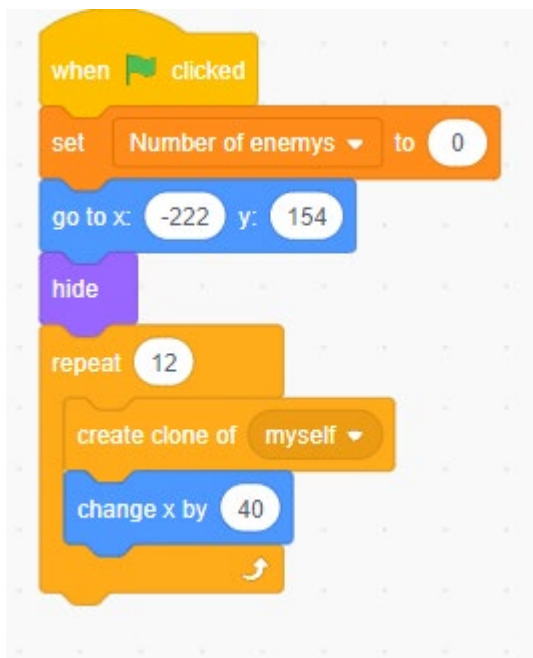 when clicked
set Number of enemys to 0
go to x: -222 y: 154
hide
repeat 12
create clone of myself
change x by 40